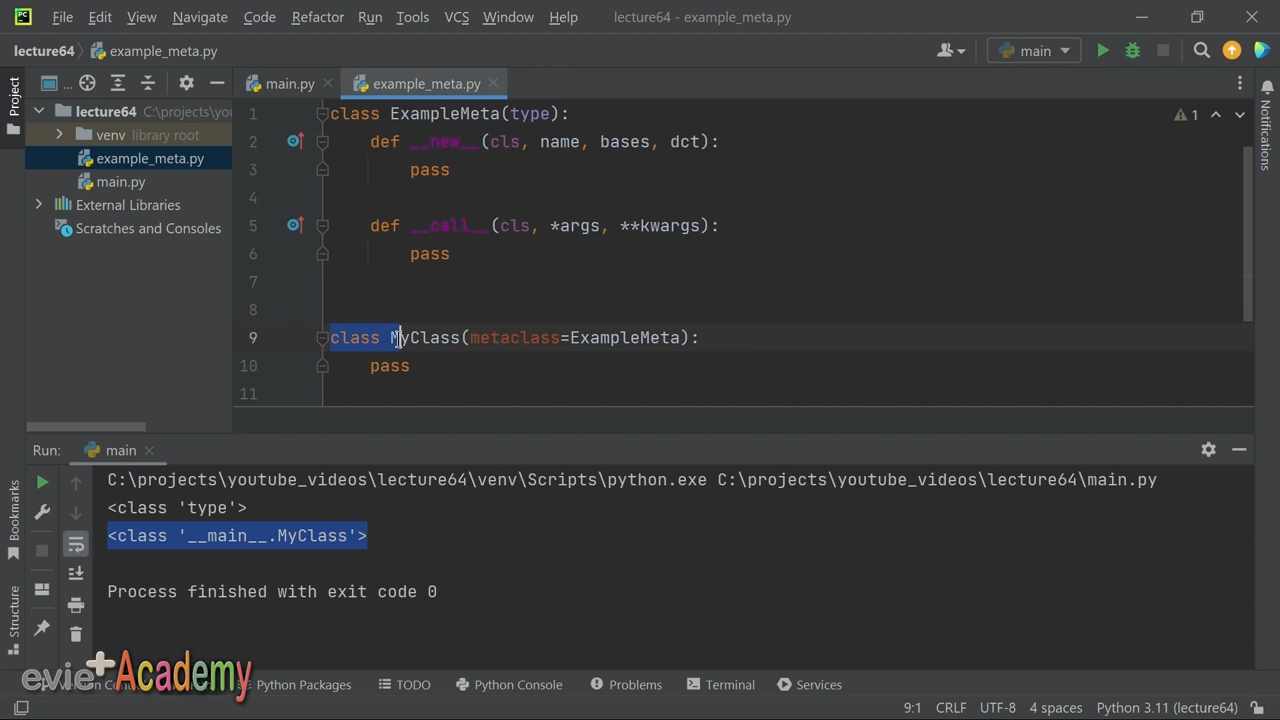 File Edit View Navigate Code Refactor Run Tools VCS Window Help lecture64 - example_meta.py
lecture64 example_meta.py main
Project ... main.py example_meta.py
lecture64 C:\projects\you
venv library root
example_meta.py
main.py
External Libraries
Scratches and Consoles
1 class ExampleMeta(type):
2 def __new__(cls, name, bases, dct):
3 pass
4
5 def __call__(cls, *args, **kwargs):
6 pass
7
8
9 class MyClass(metaclass=ExampleMeta):
10 pass
11
1
Notifications
Run: main
C:\projects\youtube_videos\lecture64\venv\Scripts\python.exe C:\projects\youtube_videos\lecture64\main.py
<class 'type'>
<class '__main__.MyClass'>
Process finished with exit code 0
Bookmarks
Structure
evie+Academy
Python Packages TODO Python Console Problems Terminal Services
9:1 CRLF UTF-8 4 spaces Python 3.11 (lecture64)